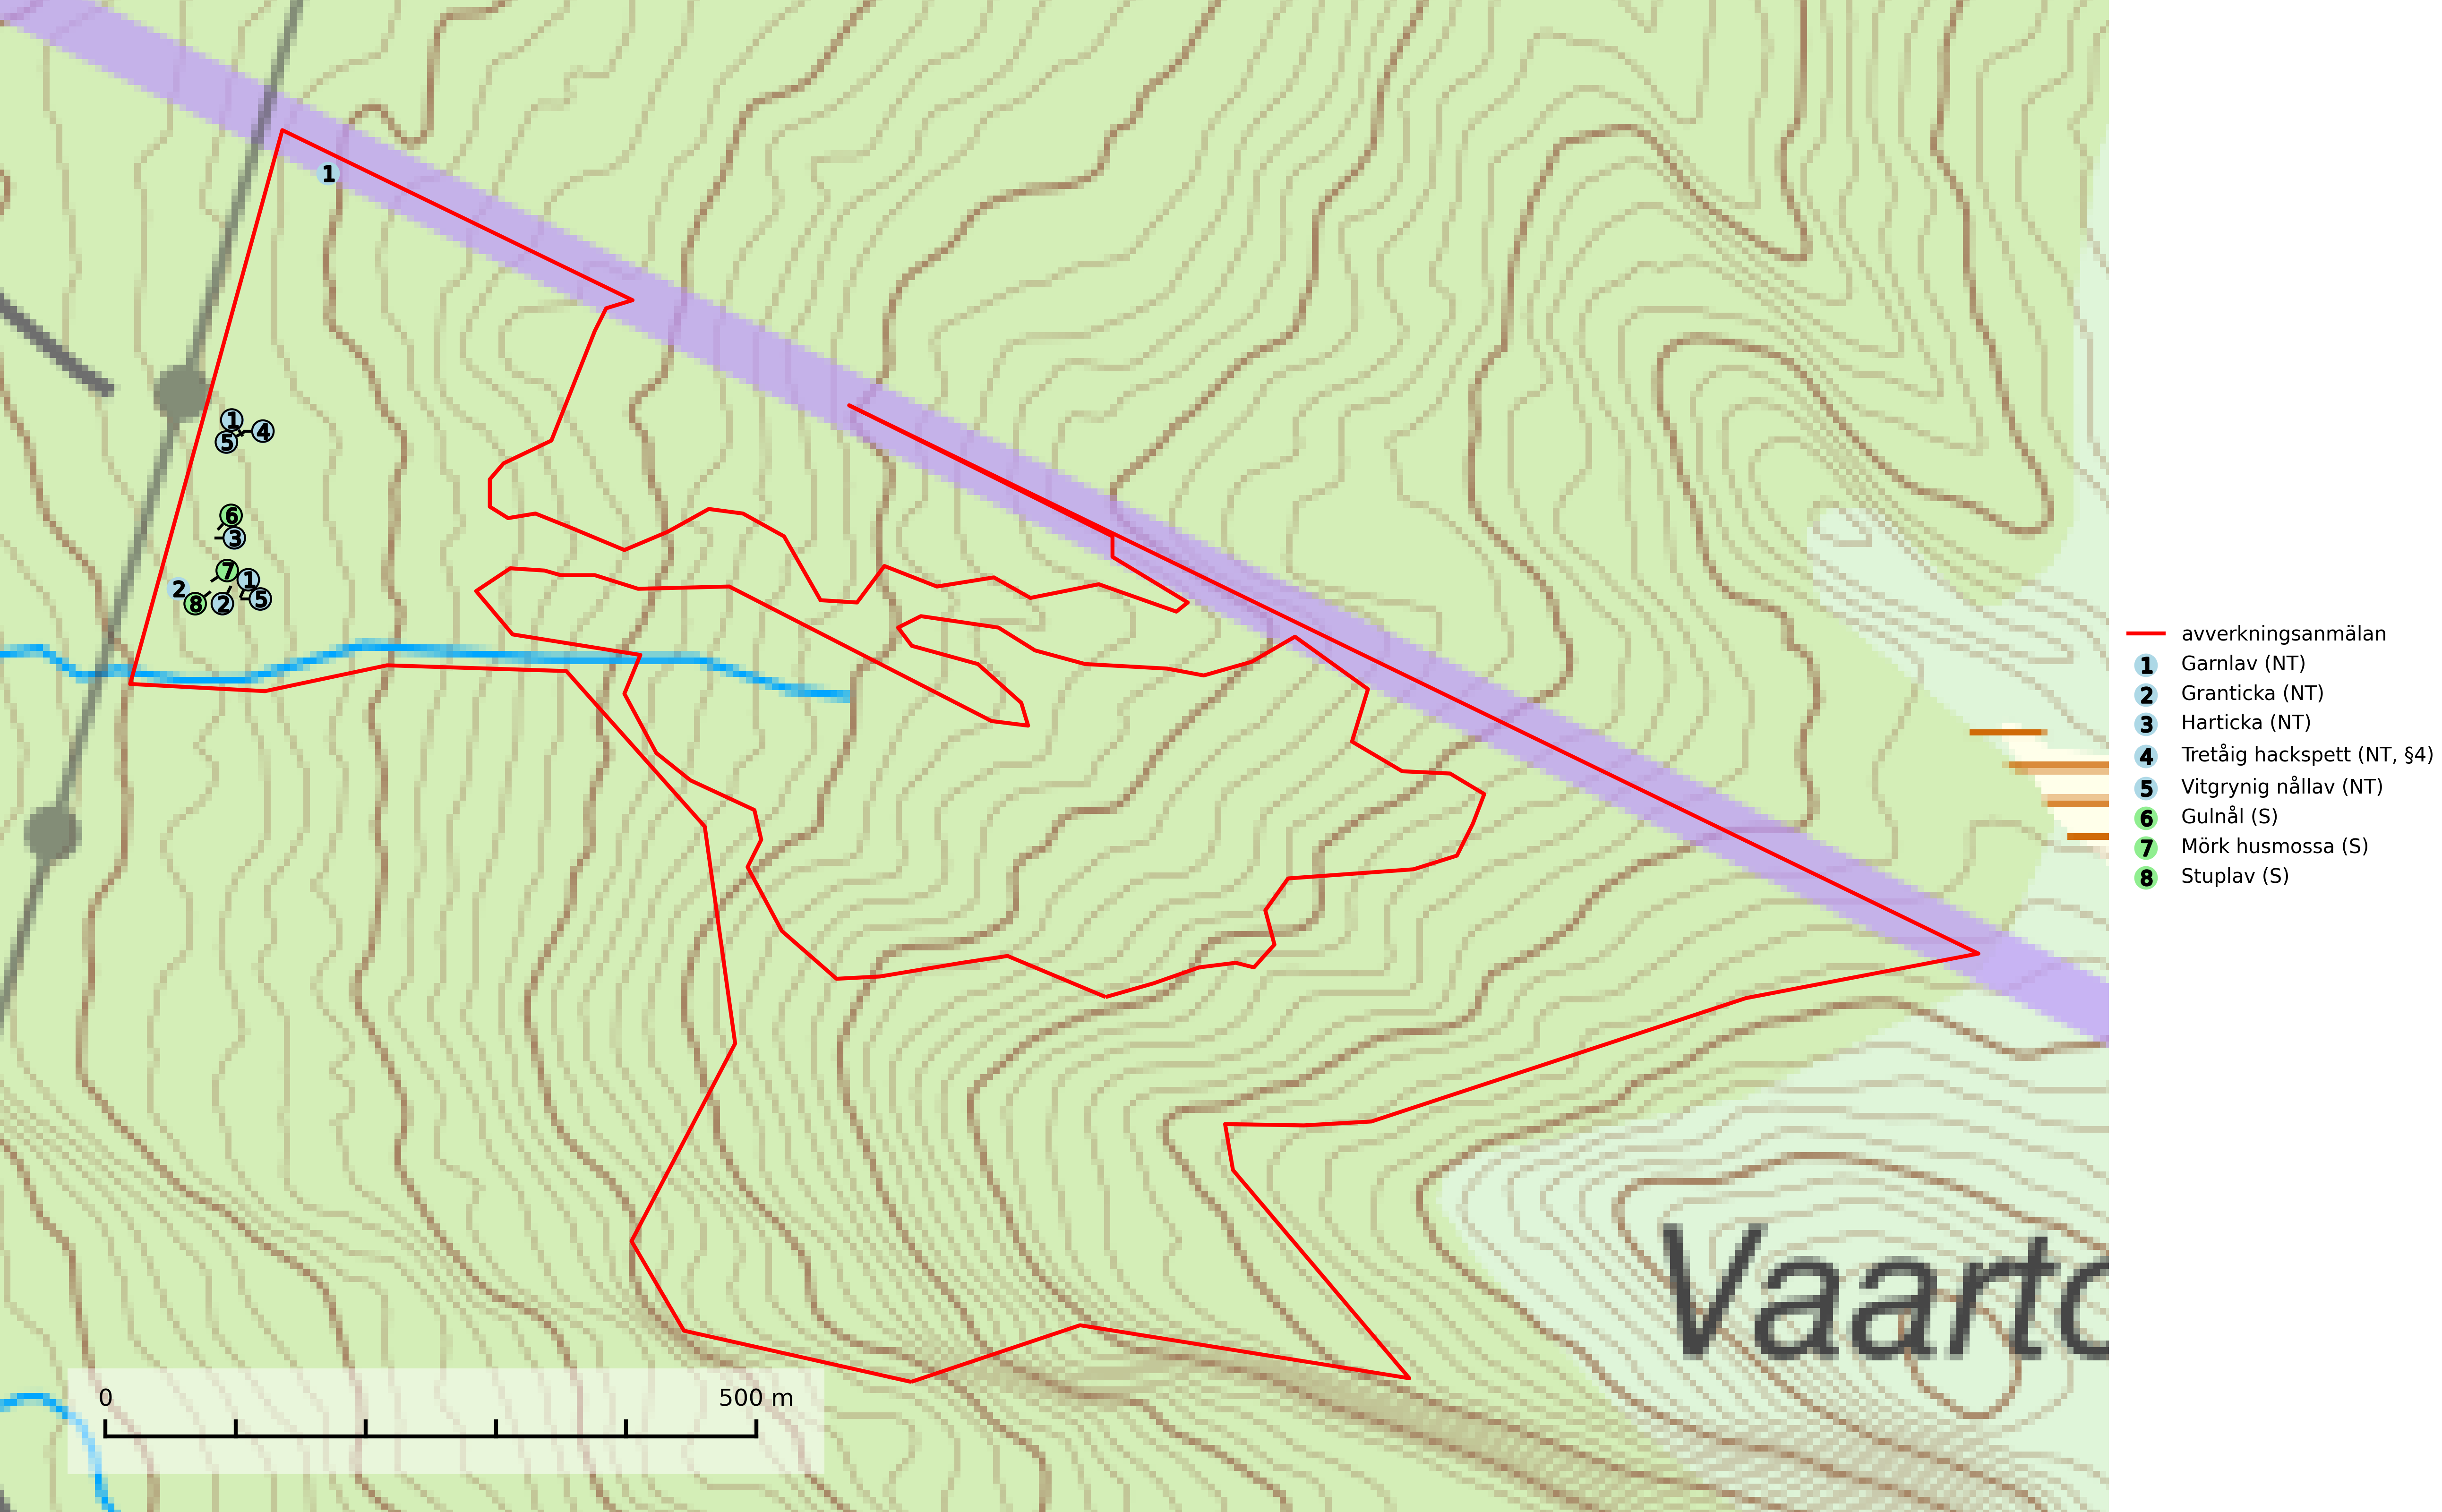 1
1
4
5
6
3
7
1
2
8
2
5
Vaarto
0
500 m
avverkningsanmälan
1 Garnlav (NT)
2 Granticka (NT)
3 Harticka (NT)
4 Tretåig hackspett (NT, §4)
5 Vitgrynig nållav (NT)
6 Gulnål (S)
7 Mörk husmossa (S)
8 Stuplav (S)